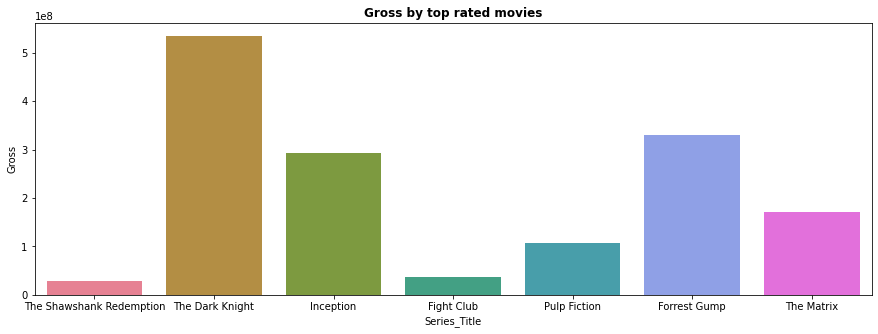 Gross by top rated movies
1e8
5
4
3
2
1
0
Gross
The Shawshank Redemption The Dark Knight Inception Fight Club Pulp Fiction Forrest Gump The Matrix
Series_Title